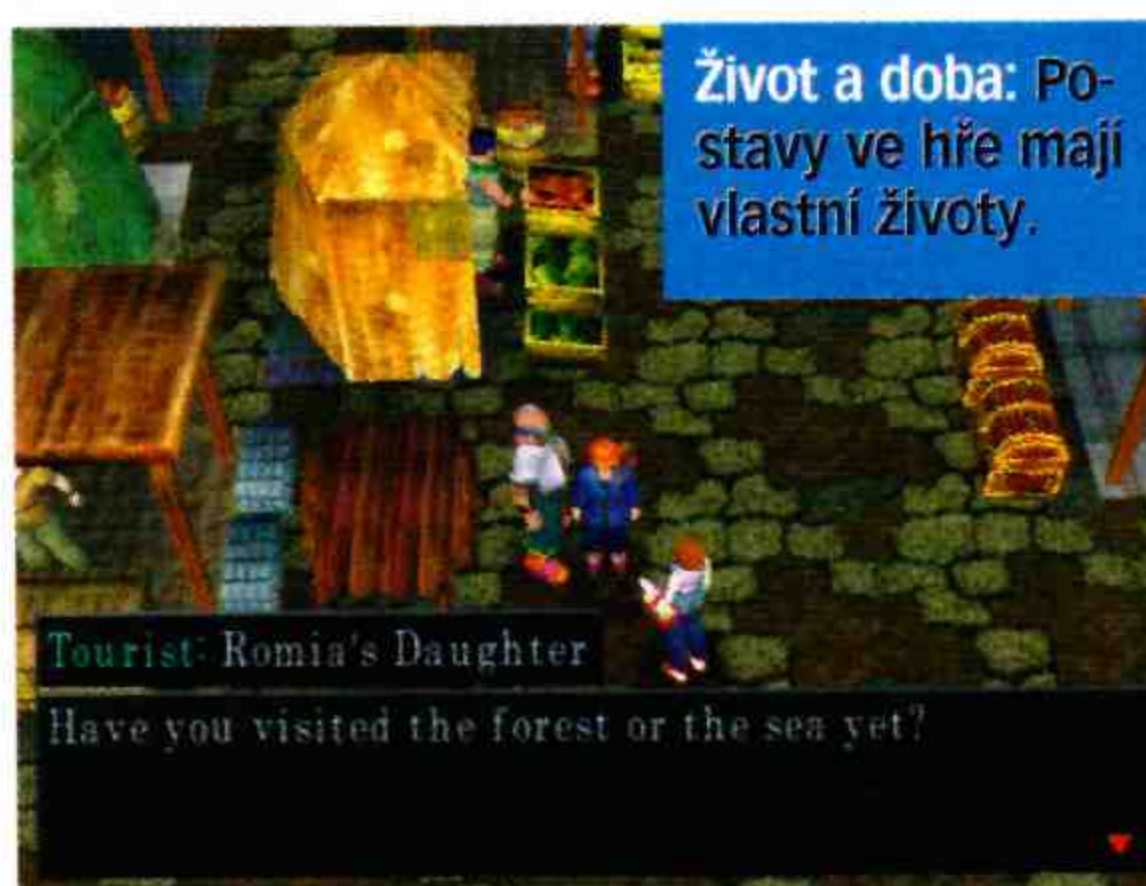 Život a doba: Po-
stavy ve hře mají
vlastní životy.
Tourist: Romia's Daughter
Have you visited the forest or the sea yet?